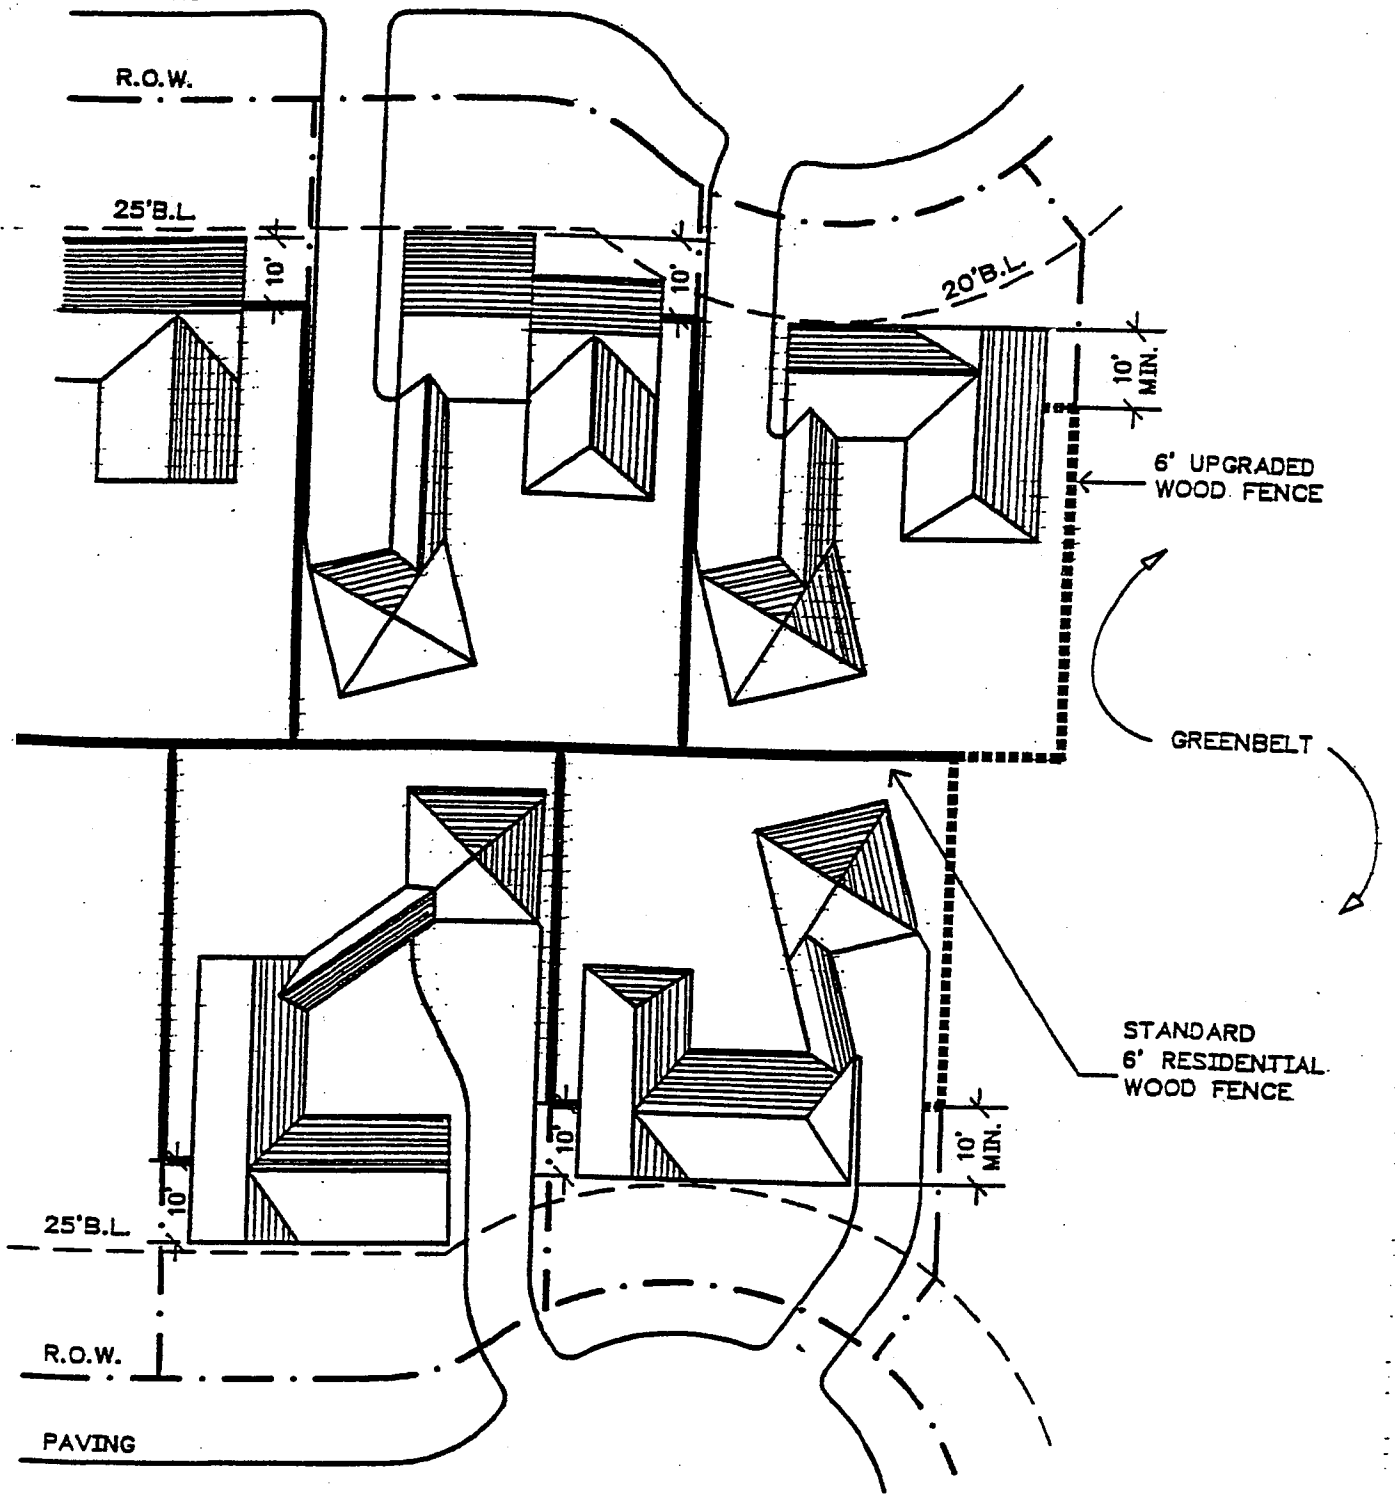 R.O.W.
25'B.L.
10'
10'
20'B.L.
10'
MIN.
6' UPGRADED
WOOD FENCE
GREENBELT
STANDARD
6' RESIDENTIAL
WOOD FENCE
10'
MIN.
10'
10'
25'B.L.
R.O.W.
PAVING